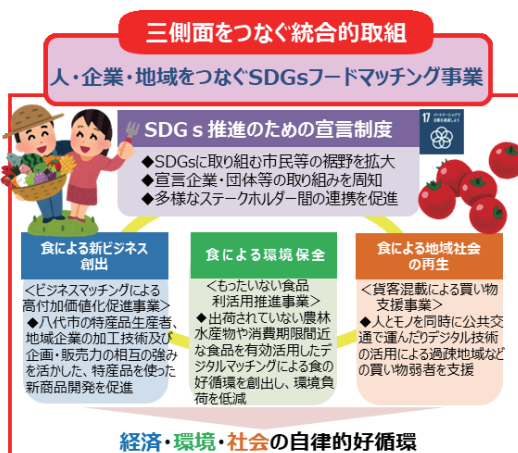 三側面をつなぐ統合的取組
人・企業・地域をつなぐSDGsフードマッチング事業
SDGs推進のための宣言制度
17
◆SDGsに取り組む市民等の裾野を拡大
◆宣言企業・団体等の取り組みを周知
◆多様なステークホルダー間の連携を促進
食による新ビジネス
創出
<ビジネスマッチングによる
高付加価値化促進事業>
◆八代市の特産品生産者、
地域企業の加工技術及び
企画・販売力の相互の強み
を活かした、特産品を使った
新商品開発を促進
食による環境保全
<もったいない食品
利活用推進事業>
◆出荷されていない農林
水産物や消費期限間近
な食品を有効活用したデ
ジタルマッチングによる食の
好循環を創出し、環境負
荷を低減
食による地域社会
の再生
<貨客混載による買い物
支援事業>
◆人とモノを同時に公共交
通で運んだりデジタル技術
の活用による過疎地域など
の買い物弱者を支援
経済・環境・社会の自律的好循環